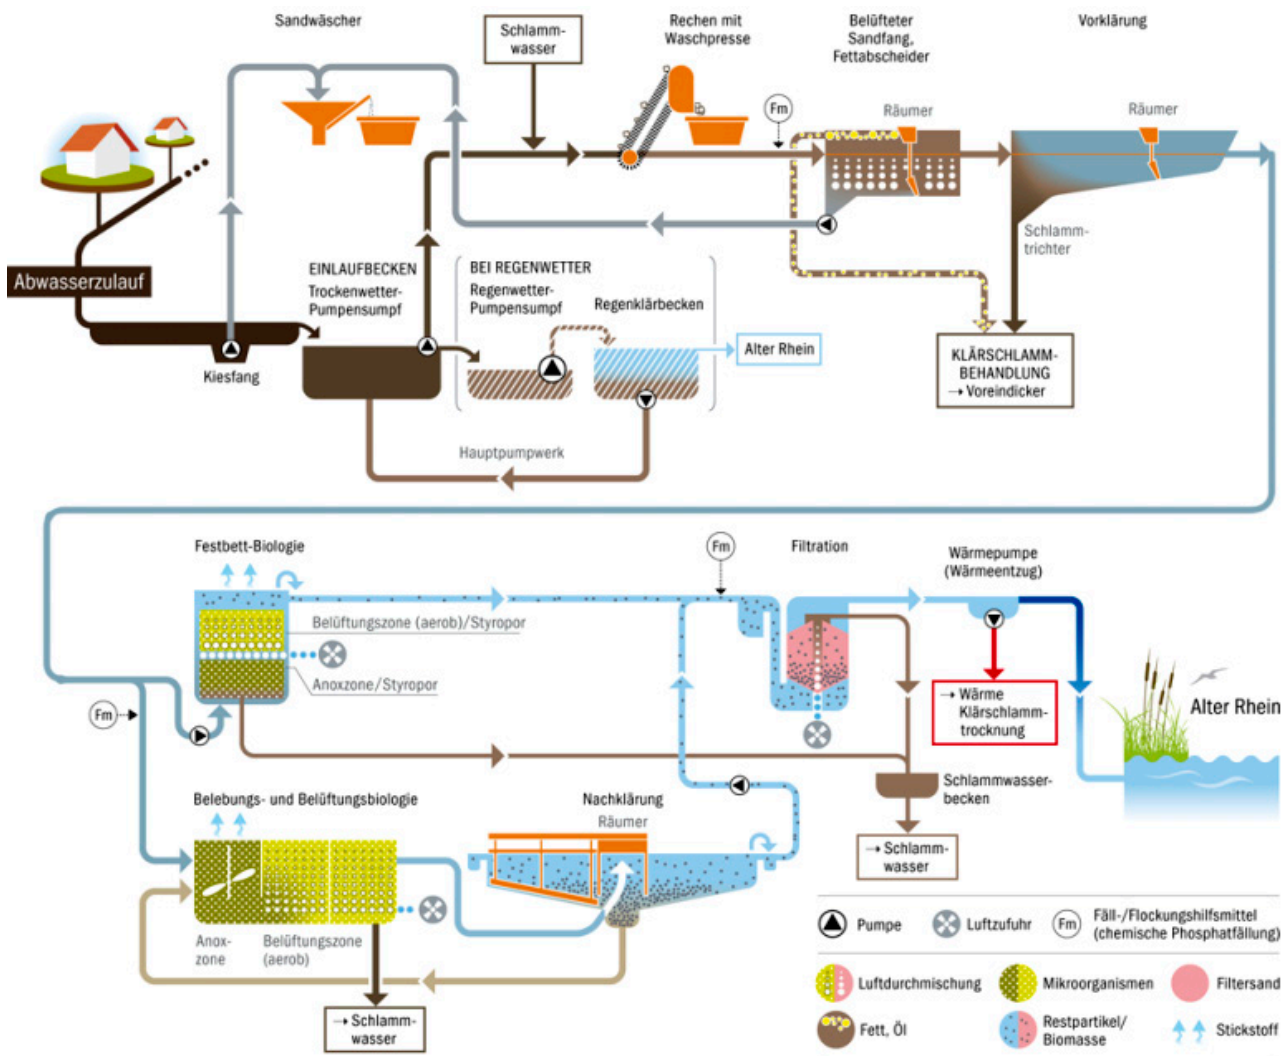 Sandwäscher
Schlamm-
wasser
Rechen mit
Waschpresse
Belüfteter
Sandfang,
Fettabscheider
Vorklärung
Fm
Räumer
Räumer
Schlamm-
trichter
Abwasserzulauf
EINLAUFBECKEN
Trockenwetter-
Pumpensumpf
BEI REGENWETTER
Regenwetter-
Pumpensumpf
Regenklärbecken
Alter Rhein
Kiesfang
KLÄRSCHLAMM-
BEHANDLUNG
→ Voreindicker
Hauptpumpwerk
Festbett-Biologie
Fm
Filtration
Wärmepumpe
(Wärmeentzug)
Belüftungszone (aerob)/Styropor
Anoxzone/Styropor
Fm
→ Wärme
Klärschlamm-
trocknung
Alter Rhein
Schlammwasser-
becken
Belebungs- und Belüftungsbiologie
Nachklärung
Räumer
→ Schlamm-
wasser
Anox-
zone
Belüftungszone
(aerob)
→ Schlamm-
wasser
Pumpe
Luftzufuhr
Fm
Fäll-/Flockungshilfsmittel
(chemische Phosphatfällung)
Luftdurchmischung
Mikroorganismen
Filtersand
Fett, Öl
Restpartikel/
Biomasse
Stickstoff